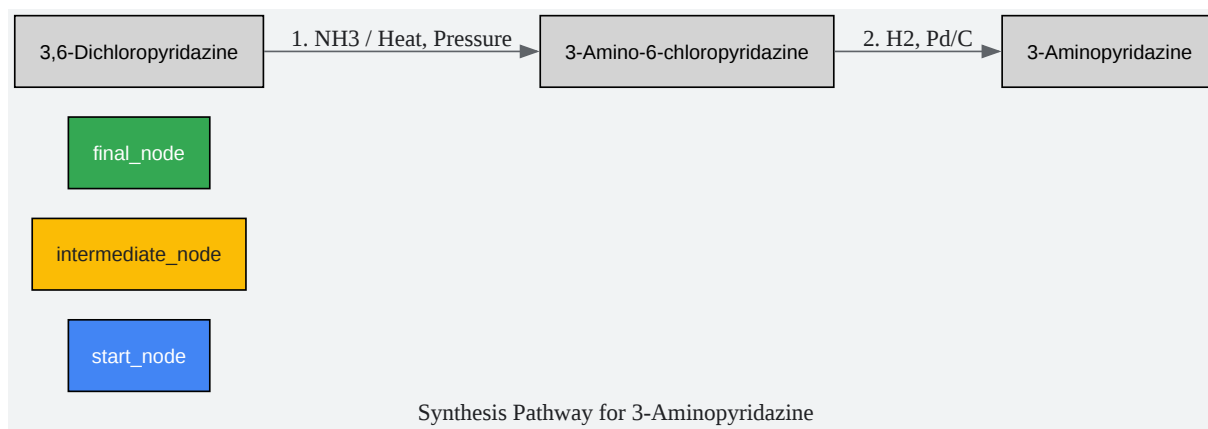 3,6-Dichloropyridazine
1. NH3 / Heat, Pressure
3-Amino-6-chloropyridazine
2. H2, Pd/C
3-Aminopyridazine
final_node
intermediate_node
start_node
Synthesis Pathway for 3-Aminopyridazine